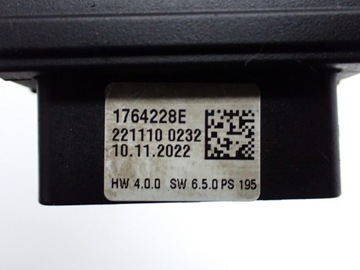 1764228E
221110 0232
10.11.2022
HW 4.0.0 SW 6.5.0 PS 195